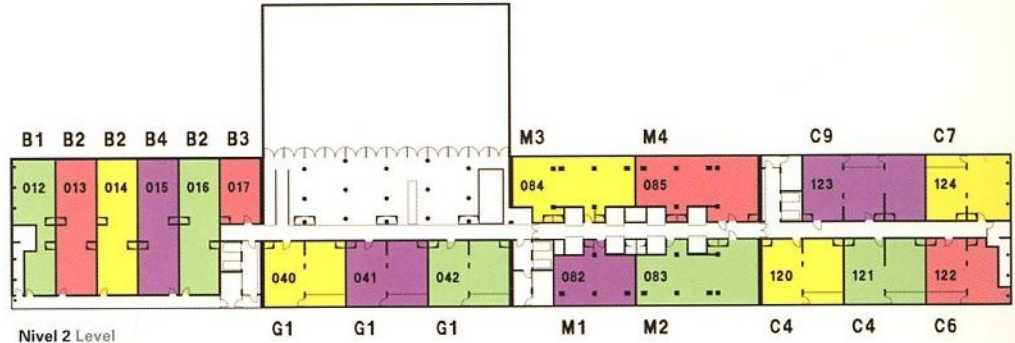 B1 B2 B2 B4 B2 B3 M3 M4 C9 C7
012 013 014 015 016 017 084 085 123 124
040 041 042 082 083 120 121 122
G1 G1 G1 M1 M2 C4 C4 C6
Nivel 2 Level